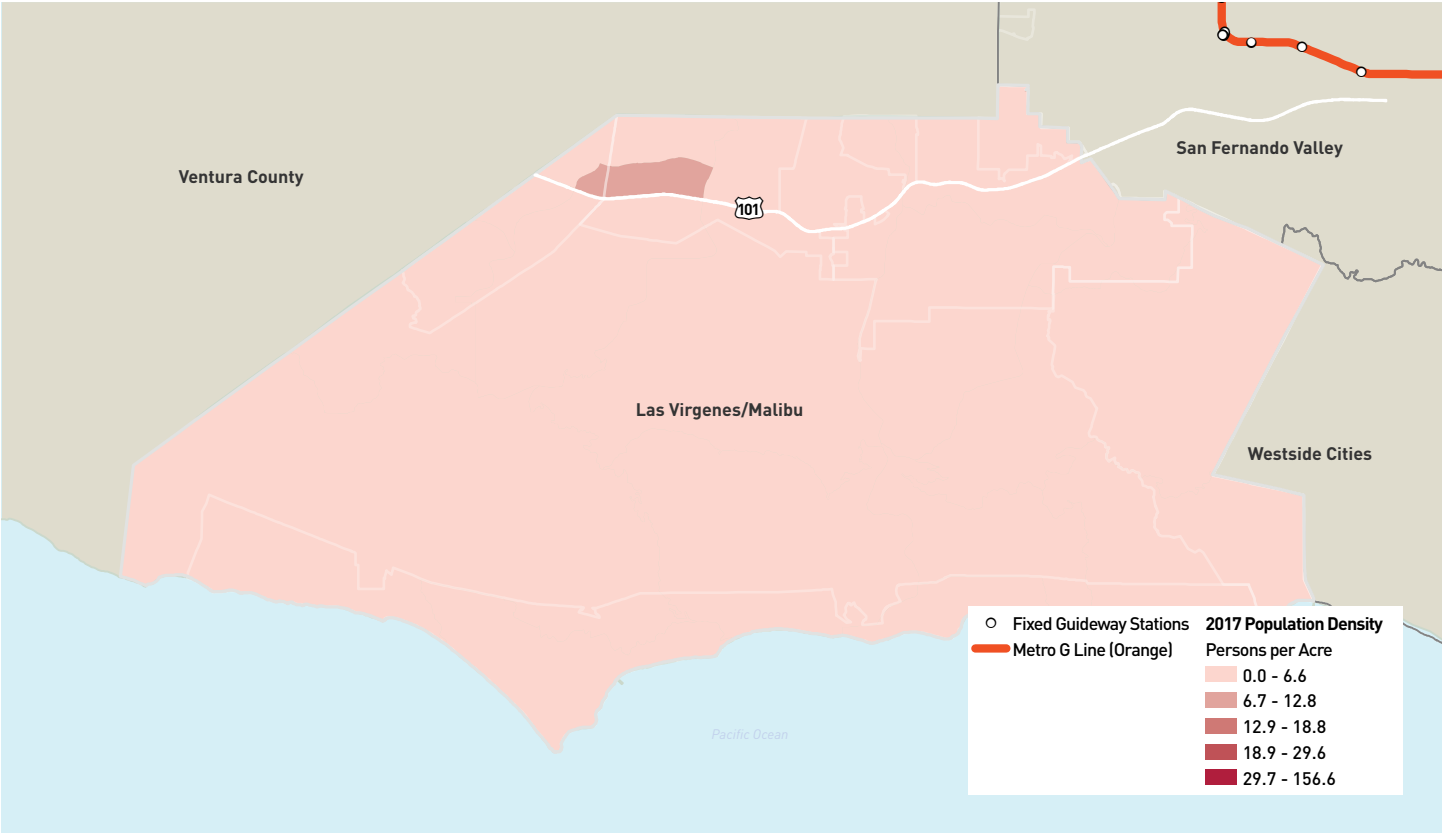 San Fernando Valley
Ventura County
101
Las Virgenes/Malibu
Westside Cities
Pacific Ocean
Fixed Guideway Stations
Metro G Line (Orange)
2017 Population Density
Persons per Acre
0.0 - 6.6
6.7 - 12.8
12.9 - 18.8
18.9 - 29.6
29.7 - 156.6